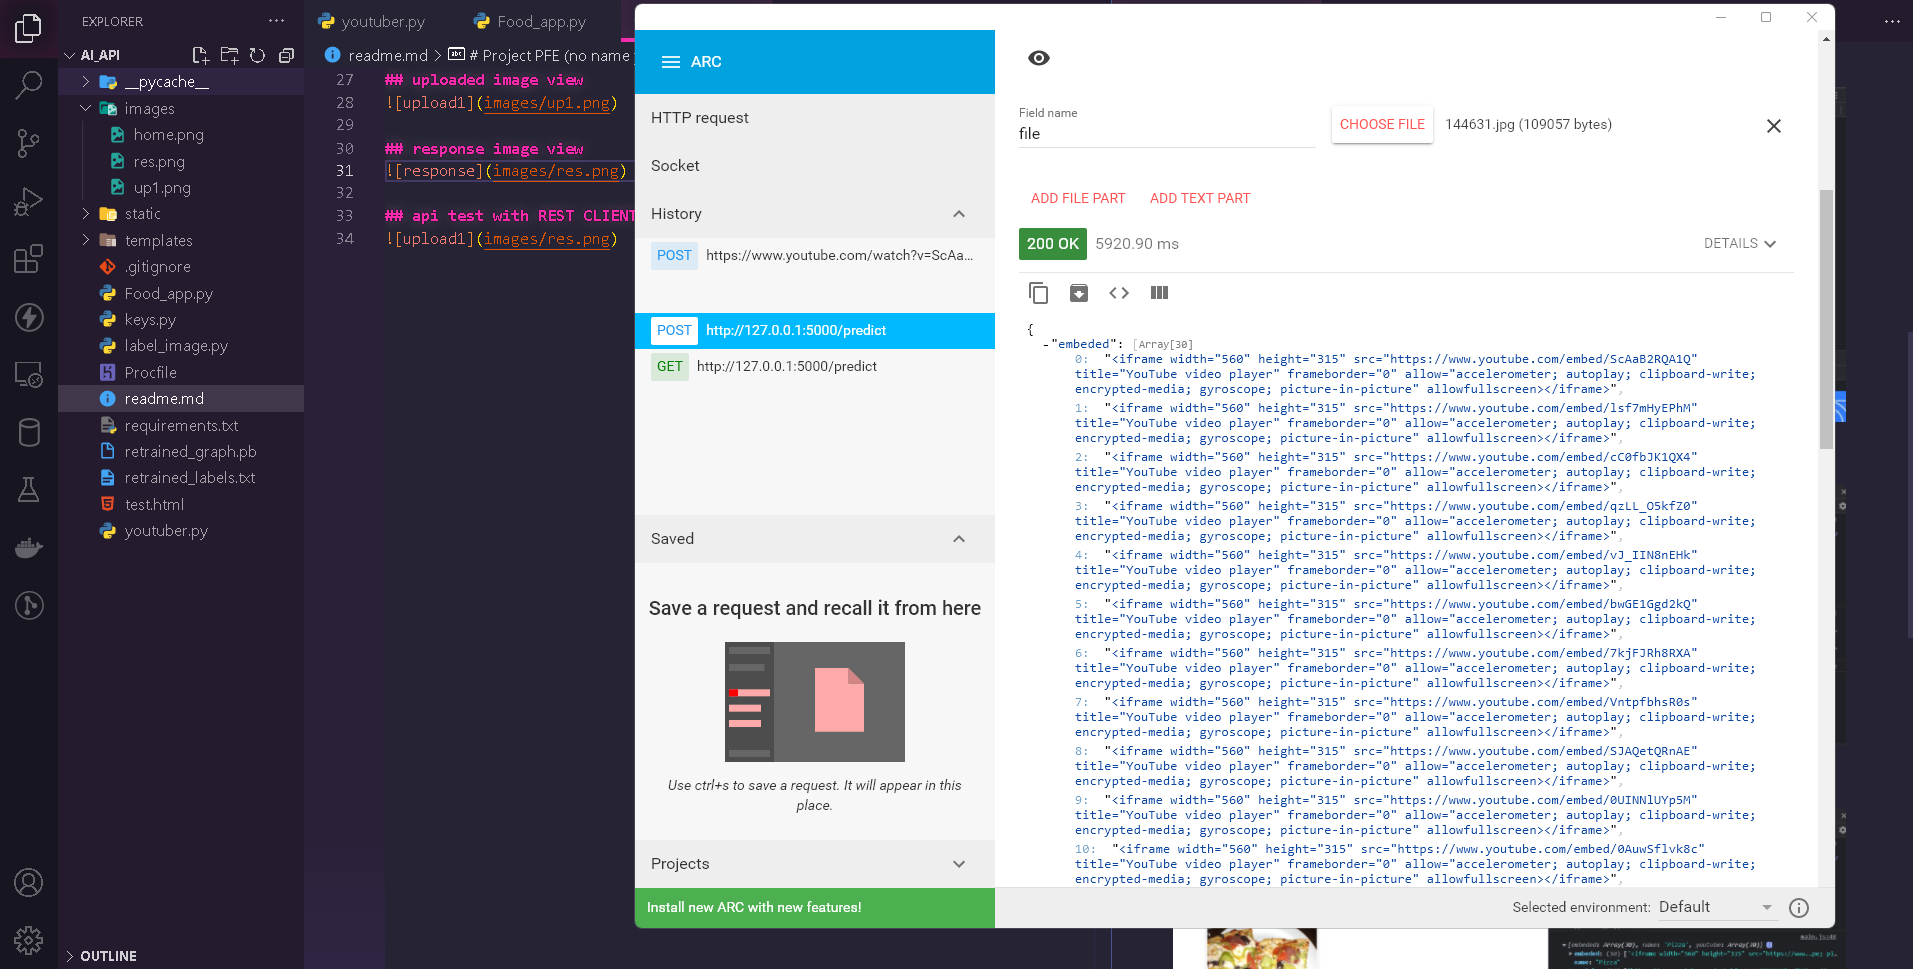 EXPLORER
AI_API
__pycache__
images
home.png
res.png
up1.png
static
templates
.gitignore
Food_app.py
keys.py
label_image.py
Procfile
readme.md
requirements.txt
retrained_graph.pb
retrained_labels.txt
test.html
youtuber.py
OUTLINE
youtuber.py
Food_app.py
readme.md > # Project PFE (no name
27 ## uploaded image view
28 ![upload1](images/up1.png)
29
30 ## response image view
31 ![response](images/res.png)
32
33 ## api test with REST CLIENT
34 ![upload1](images/res.png)
ARC
HTTP request
Socket
History
POST https://www.youtube.com/watch?v=ScAa...
POST http://127.0.0.1:5000/predict
GET http://127.0.0.1:5000/predict
Saved
Save a request and recall it from here
Use ctrl+s to save a request. It will appear in this
place.
Projects
Install new ARC with new features!
Field name
file
CHOOSE FILE 144631.jpg (109057 bytes)
ADD FILE PART ADD TEXT PART
200 OK 5920.90 ms DETAILS
{
-"embeded": [Array[30]
0: "<iframe width="560" height="315" src="https://www.youtube.com/embed/ScAaB2RQA1Q"
title="YouTube video player" frameborder="0" allow="accelerometer; autoplay; clipboard-write;
encrypted-media; gyroscope; picture-in-picture" allowfullscreen></iframe>",
1: "<iframe width="560" height="315" src="https://www.youtube.com/embed/lsf7mHyEPhM"
title="YouTube video player" frameborder="0" allow="accelerometer; autoplay; clipboard-write;
encrypted-media; gyroscope; picture-in-picture" allowfullscreen></iframe>",
2: "<iframe width="560" height="315" src="https://www.youtube.com/embed/cC0fbJK1QX4"
title="YouTube video player" frameborder="0" allow="accelerometer; autoplay; clipboard-write;
encrypted-media; gyroscope; picture-in-picture" allowfullscreen></iframe>",
3: "<iframe width="560" height="315" src="https://www.youtube.com/embed/qzLL_O5kfZ0"
title="YouTube video player" frameborder="0" allow="accelerometer; autoplay; clipboard-write;
encrypted-media; gyroscope; picture-in-picture" allowfullscreen></iframe>",
4: "<iframe width="560" height="315" src="https://www.youtube.com/embed/vJ_IIN8nEHk"
title="YouTube video player" frameborder="0" allow="accelerometer; autoplay; clipboard-write;
encrypted-media; gyroscope; picture-in-picture" allowfullscreen></iframe>",
5: "<iframe width="560" height="315" src="https://www.youtube.com/embed/bwGE1Ggd2kQ"
title="YouTube video player" frameborder="0" allow="accelerometer; autoplay; clipboard-write;
encrypted-media; gyroscope; picture-in-picture" allowfullscreen></iframe>",
6: "<iframe width="560" height="315" src="https://www.youtube.com/embed/7kjFJRh8RXA"
title="YouTube video player" frameborder="0" allow="accelerometer; autoplay; clipboard-write;
encrypted-media; gyroscope; picture-in-picture" allowfullscreen></iframe>",
7: "<iframe width="560" height="315" src="https://www.youtube.com/embed/VntpfbhsR0s"
title="YouTube video player" frameborder="0" allow="accelerometer; autoplay; clipboard-write;
encrypted-media; gyroscope; picture-in-picture" allowfullscreen></iframe>",
8: "<iframe width="560" height="315" src="https://www.youtube.com/embed/SJAQetQRnAE"
title="YouTube video player" frameborder="0" allow="accelerometer; autoplay; clipboard-write;
encrypted-media; gyroscope; picture-in-picture" allowfullscreen></iframe>",
9: "<iframe width="560" height="315" src="https://www.youtube.com/embed/0UINNlUYp5M"
title="YouTube video player" frameborder="0" allow="accelerometer; autoplay; clipboard-write;
encrypted-media; gyroscope; picture-in-picture" allowfullscreen></iframe>",
10: "<iframe width="560" height="315" src="https://www.youtube.com/embed/0AuwSflvk8c"
title="YouTube video player" frameborder="0" allow="accelerometer; autoplay; clipboard-write;
encrypted-media; gyroscope; picture-in-picture" allowfullscreen></iframe>",
Selected environment: Default